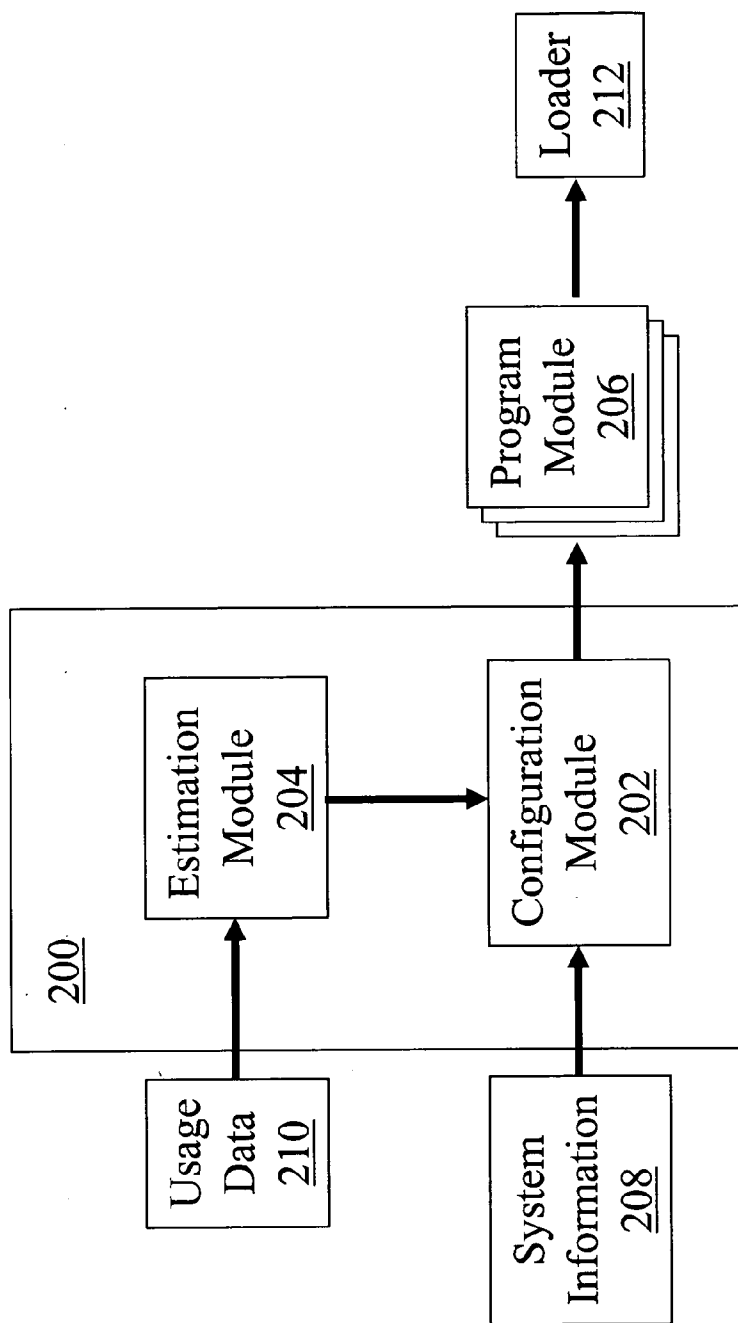 200
Usage
Data
210
Estimation
Module
204
System
Information
208
Configuration
Module
202
Program
Module
206
Loader
212